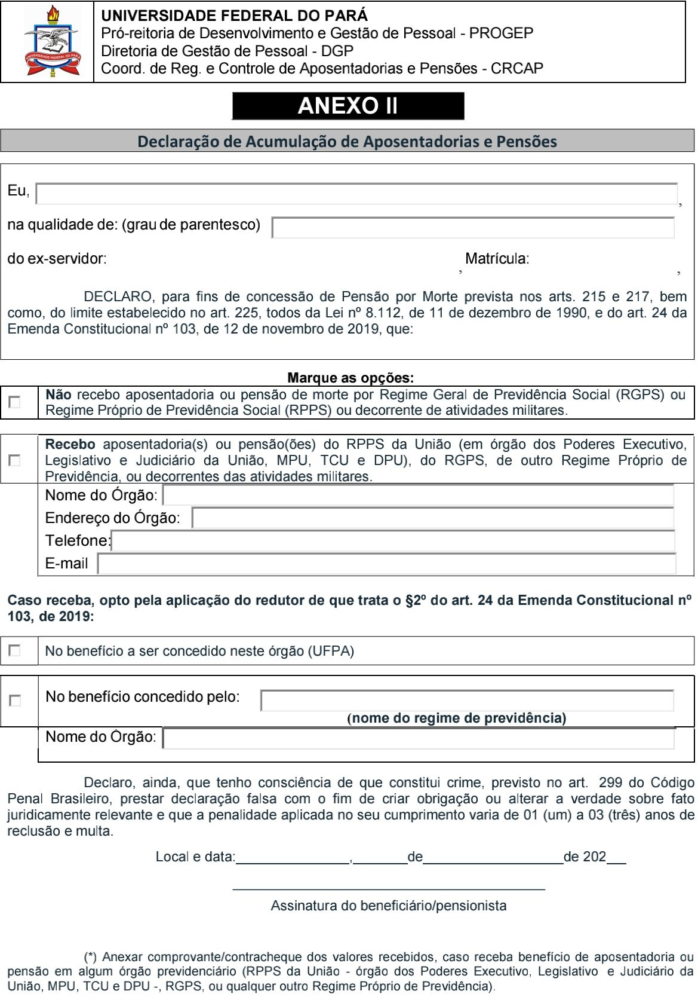 UNIVERSIDADE FEDERAL DO PARÁ
Pró-reitoria de Desenvolvimento e Gestão de Pessoal - PROGEP
Diretoria de Gestão de Pessoal - DGP
Coord. de Reg. e Controle de Aposentadorias e Pensões - CRCAP
UNIVERSIDADE FEDERAL DO PARÁ
ANEXO II
Declaração de Acumulação de Aposentadorias e Pensões
Eu, ,
na qualidade de: (grau de parentesco)
do ex-servidor: , Matrícula: ,
DECLARO, para fins de concessão de Pensão por Morte prevista nos arts. 215 e 217, bem
como, do limite estabelecido no art. 225, todos da Lei nº 8.112, de 11 de dezembro de 1990, e do art. 24 da
Emenda Constitucional nº 103, de 12 de novembro de 2019, que:
Marque as opções:
Não recebo aposentadoria ou pensão de morte por Regime Geral de Previdência Social (RGPS) ou
Regime Próprio de Previdência Social (RPPS) ou decorrente de atividades militares.
Recebo aposentadoria(s) ou pensão(ões) do RPPS da União (em órgão dos Poderes Executivo,
Legislativo e Judiciário da União, MPU, TCU e DPU), do RGPS, de outro Regime Próprio de
Previdência, ou decorrentes das atividades militares.
Nome do Órgão:
Endereço do Órgão:
Telefone:
E-mail
Caso receba, opto pela aplicação do redutor de que trata o §2º do art. 24 da Emenda Constitucional nº
103, de 2019:
No benefício a ser concedido neste órgão (UFPA)
No benefício concedido pelo:
(nome do regime de previdência)
Nome do Órgão:
Declaro, ainda, que tenho consciência de que constitui crime, previsto no art. 299 do Código
Penal Brasileiro, prestar declaração falsa com o fim de criar obrigação ou alterar a verdade sobre fato
juridicamente relevante e que a penalidade aplicada no seu cumprimento varia de 01 (um) a 03 (três) anos de
reclusão e multa.
Local e data:______________,_______de__________________de 202___
Assinatura do beneficiário/pensionista
(*) Anexar comprovante/contracheque dos valores recebidos, caso receba benefício de aposentadoria ou
pensão em algum órgão previdenciário (RPPS da União - órgão dos Poderes Executivo, Legislativo e Judiciário da
União, MPU, TCU e DPU -, RGPS, ou qualquer outro Regime Próprio de Previdência).